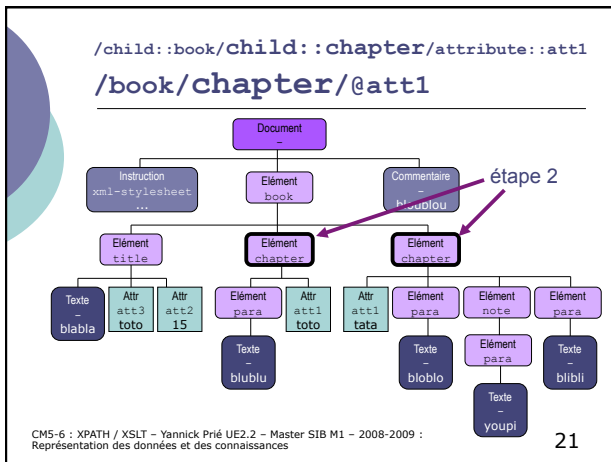 /child::book/child::chapter/attribute::att1
/book/chapter/@att1
Document
–
Instruction
xml-stylesheet
...
Elément
book
Commentaire
–
bloublou
étape 2
Elément
title
Elément
chapter
Elément
chapter
Texte
–
blabla
Attr
att3
toto
Attr
att2
15
Elément
para
Attr
att1
toto
Attr
att1
tata
Elément
para
Elément
note
Elément
para
Texte
–
blublu
Texte
–
bloblo
Elément
para
Texte
–
blibli
Texte
–
youpi
CM5-6 : XPATH / XSLT – Yannick Prié UE2.2 – Master SIB M1 – 2008-2009 :
Représentation des données et des connaissances
21